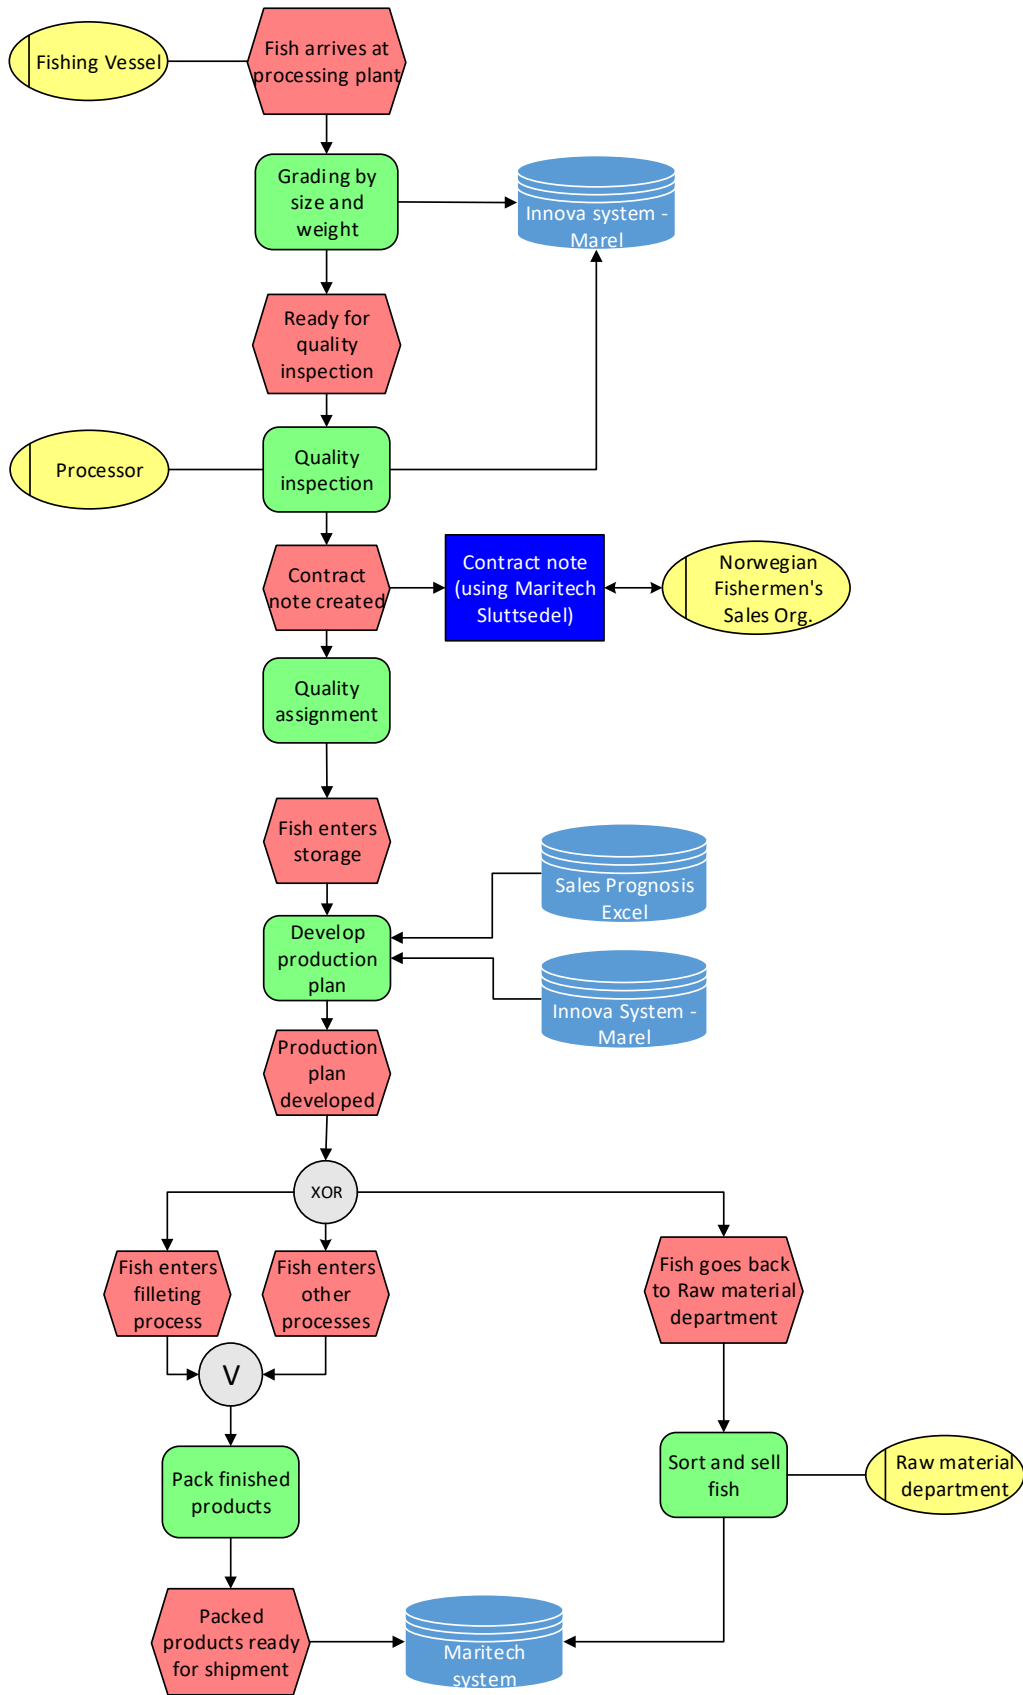 Fishing Vessel
Fish arrives at
processing plant
Grading by
size and
weight
Innova system -
Marel
Ready for
quality
inspection
Processor
Quality
inspection
Contract
note created
Contract note
(using Maritech
Sluttsedel)
Norwegian
Fishermen's
Sales Org.
Quality
assignment
Fish enters
storage
Sales Prognosis
Excel
Develop
production
plan
Innova System -
Marel
Production
plan
developed
XOR
Fish enters
filleting
process
Fish enters
other
processes
Fish goes back
to Raw material
department
V
Pack finished
products
Sort and sell
fish
Raw material
department
Packed
products ready
for shipment
Maritech
system